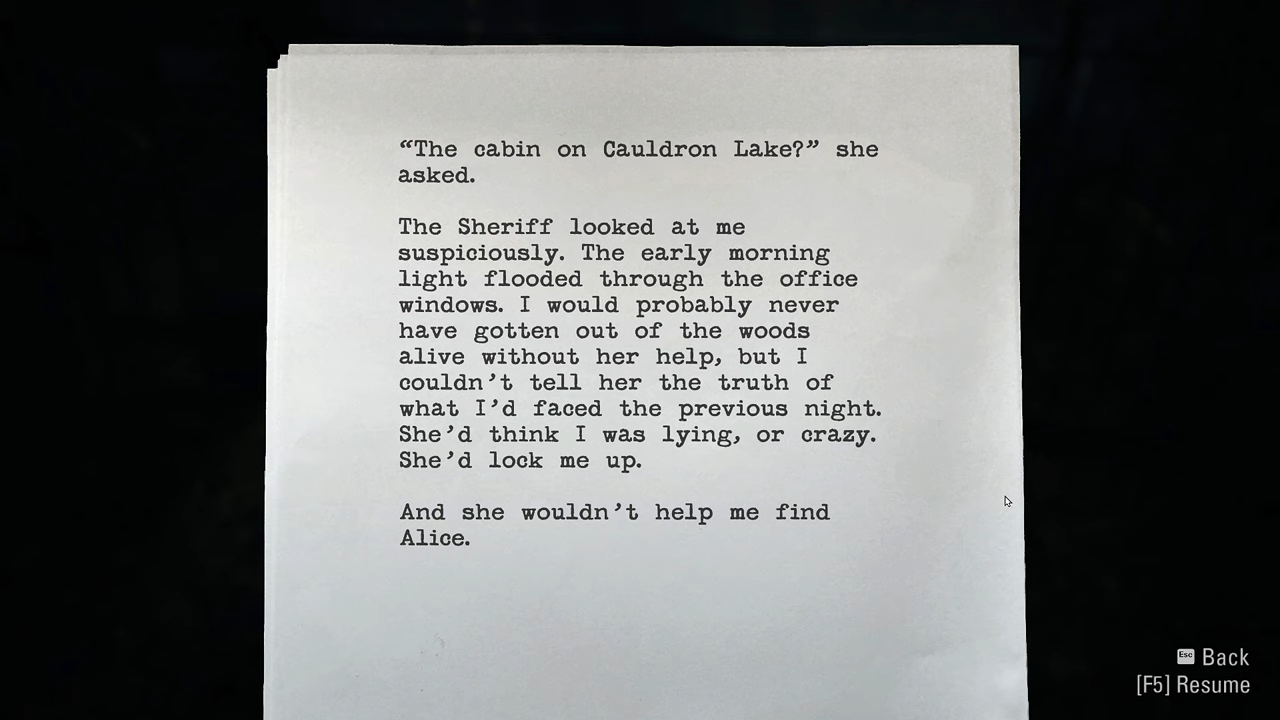 “The cabin on Cauldron Lake?” she
asked.
The Sheriff looked at me
suspiciously. The early morning
light flooded through the office
windows. I would probably never
have gotten out of the woods
alive without her help, but I
couldn’t tell her the truth of
what I’d faced the previous night.
She’d think I was lying, or crazy.
She’d lock me up.
And she wouldn’t help me find
Alice.
Esc Back
[F5] Resume